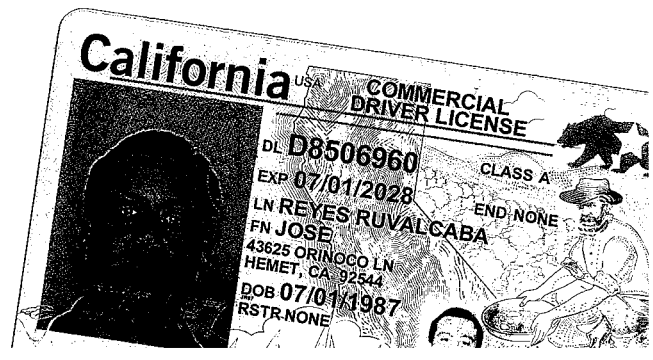 California USA COMMERCIAL
DRIVER LICENSE
DL D8506960
CLASS A
EXP 07/01/2028
END NONE
LN REYES RUVALCABA
FN JOSE
43625 ORINOCO LN
HEMET, CA 92544
DOB 07/01/1987
RSTR NONE